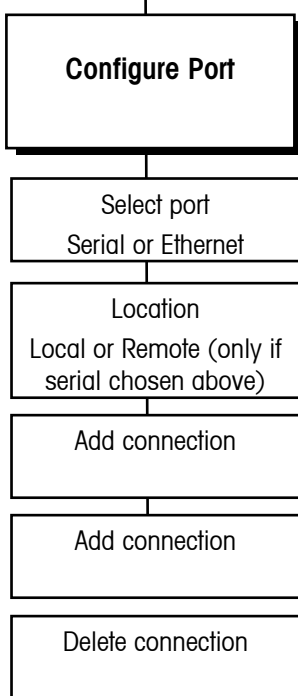 Configure Port
Select port
Serial or Ethernet
Location
Local or Remote (only if
serial chosen above)
Add connection
Add connection
Delete connection